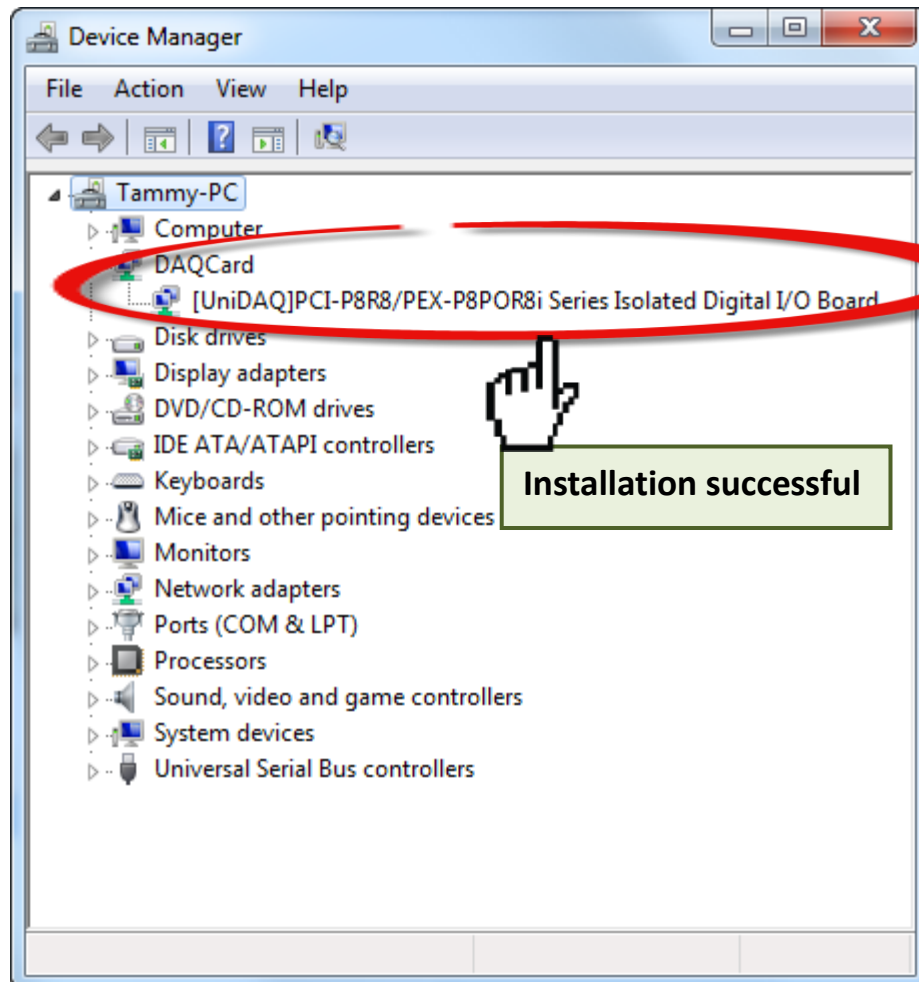 Device Manager
File Action View Help
Tammy-PC
Computer
DAQCard
[UniDAQ]PCI-P8R8/PEX-P8POR8i Series Isolated Digital I/O Board
Disk drives
Display adapters
DVD/CD-ROM drives
IDE ATA/ATAPI controllers
Installation successful
Keyboards
Mice and other pointing devices
Monitors
Network adapters
Ports (COM & LPT)
Processors
Sound, video and game controllers
System devices
Universal Serial Bus controllers